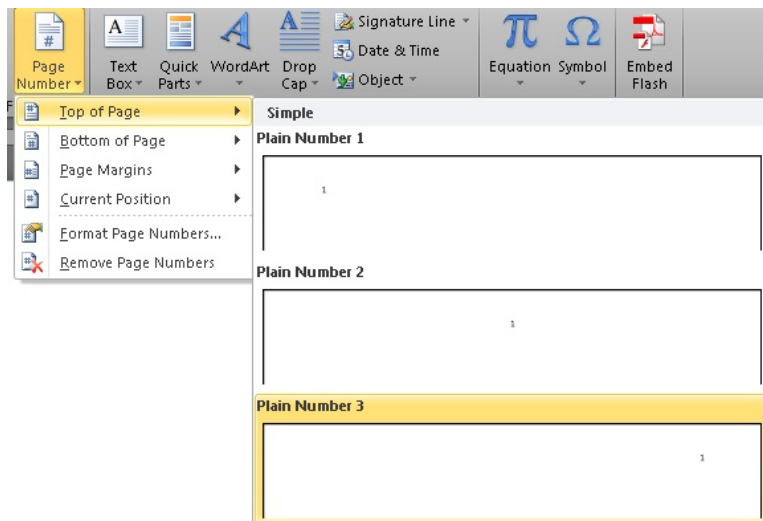 Page Number
Text Box
Quick Parts
WordArt
Drop Cap
Signature Line
Date & Time
Object
Equation
Symbol
Embed Flash
Top of Page
Bottom of Page
Page Margins
Current Position
Format Page Numbers...
Remove Page Numbers
Simple
Plain Number 1
1
Plain Number 2
1
Plain Number 3
1